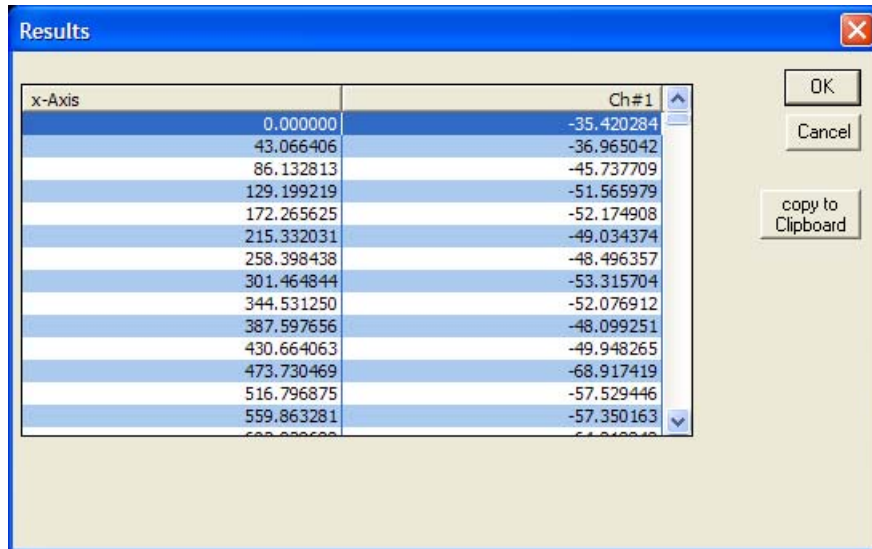 Results
x-Axis Ch#1
0.000000 -35.420284
43.066406 -36.965042
86.132813 -45.737709
129.199219 -51.565979
172.265625 -52.174908
215.332031 -49.034374
258.398438 -48.496357
301.464844 -53.315704
344.531250 -52.076912
387.597656 -48.099251
430.664063 -49.948265
473.730469 -68.917419
516.796875 -57.529446
559.863281 -57.350163
OK
Cancel
copy to
Clipboard